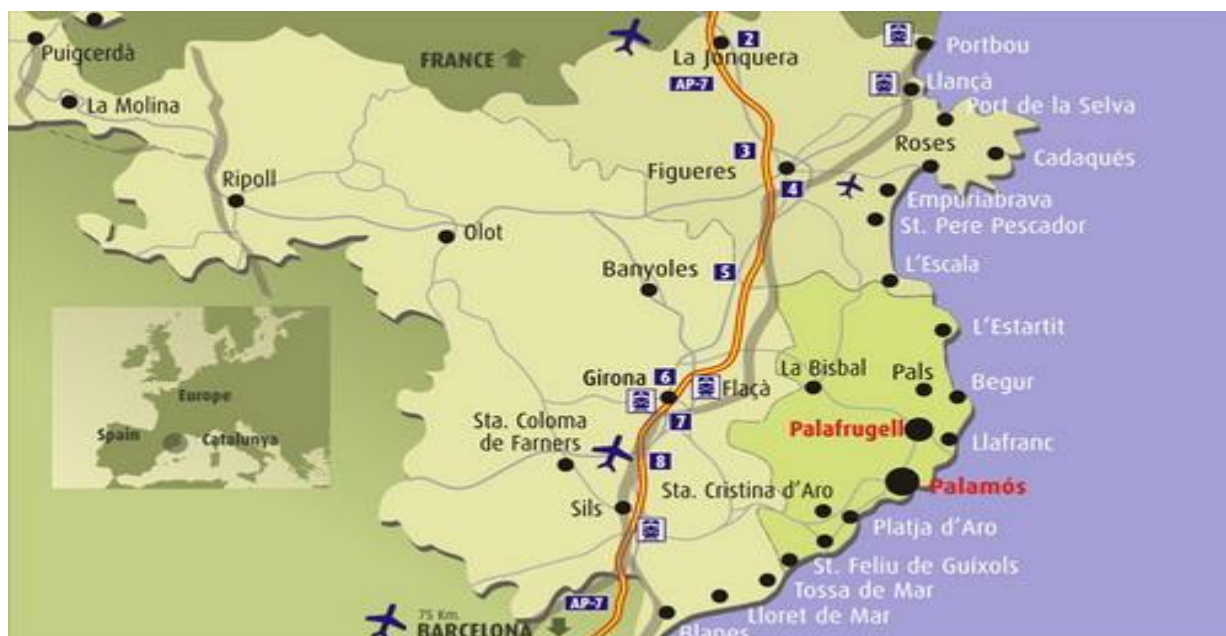 Puigcerdà
La Molina
FRANCE
2
La Jonquera
AP-7
Portbou
Llançà
Port de la Selva
Roses
Cadaqués
3
Figueres
4
Empuriabrava
St. Pere Pescador
Ripoll
Olot
L'Escala
Banyoles
5
L'Estartit
La Bisbal
Pals
Begur
Girona
6
Flaçà
Europe
Spain
Catalunya
Sta. Coloma
de Farners
7
8
Palafrugell
Llafranc
Palamós
Sta. Cristina d'Aro
Sils
Platja d'Aro
St. Feliu de Guíxols
Tossa de Mar
Lloret de Mar
Blanes
AP-7
75 Km.
BARCELONA